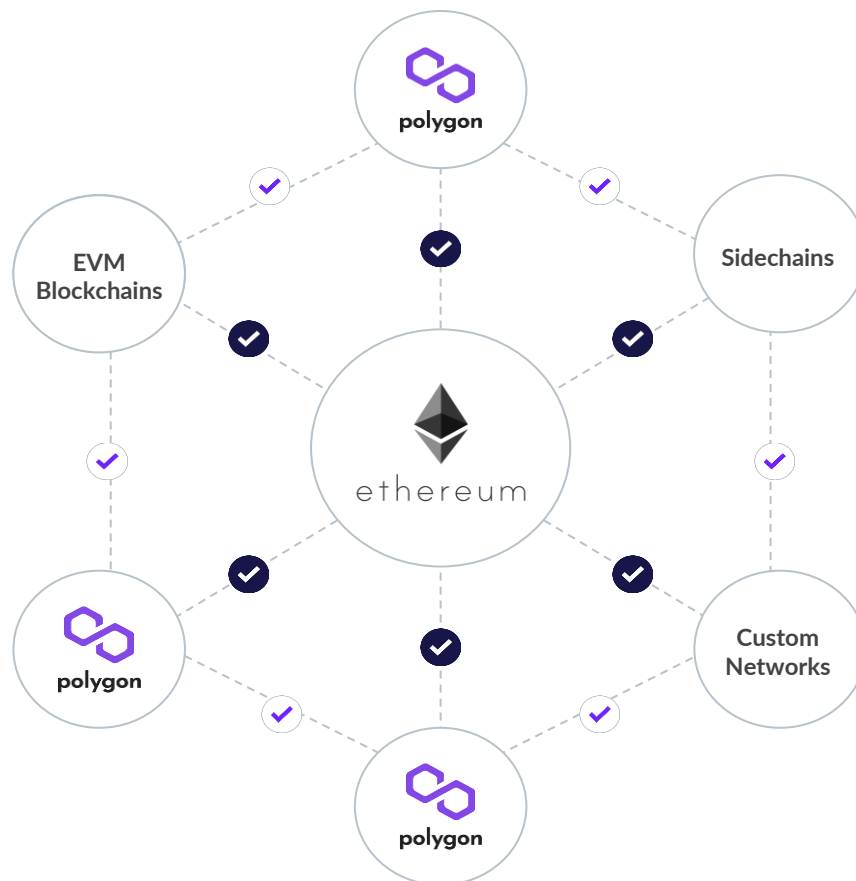 polygon
EVM
Blockchains
Sidechains
ethereum
polygon
Custom
Networks
polygon